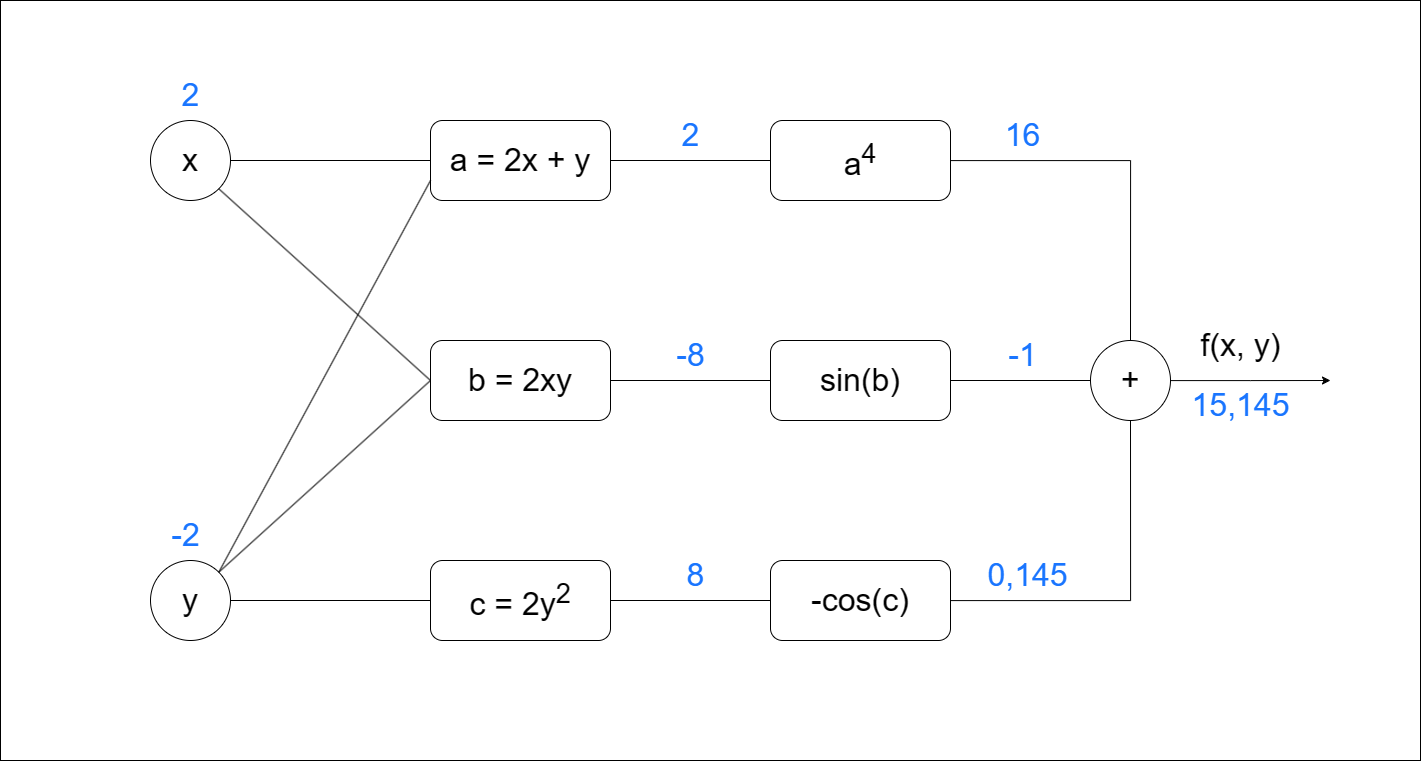 2
x
a = 2x + y
2
a⁴
16
b = 2xy
-8
sin(b)
-1
+
f(x, y)
15,145
-2
y
c = 2y²
8
-cos(c)
0,145